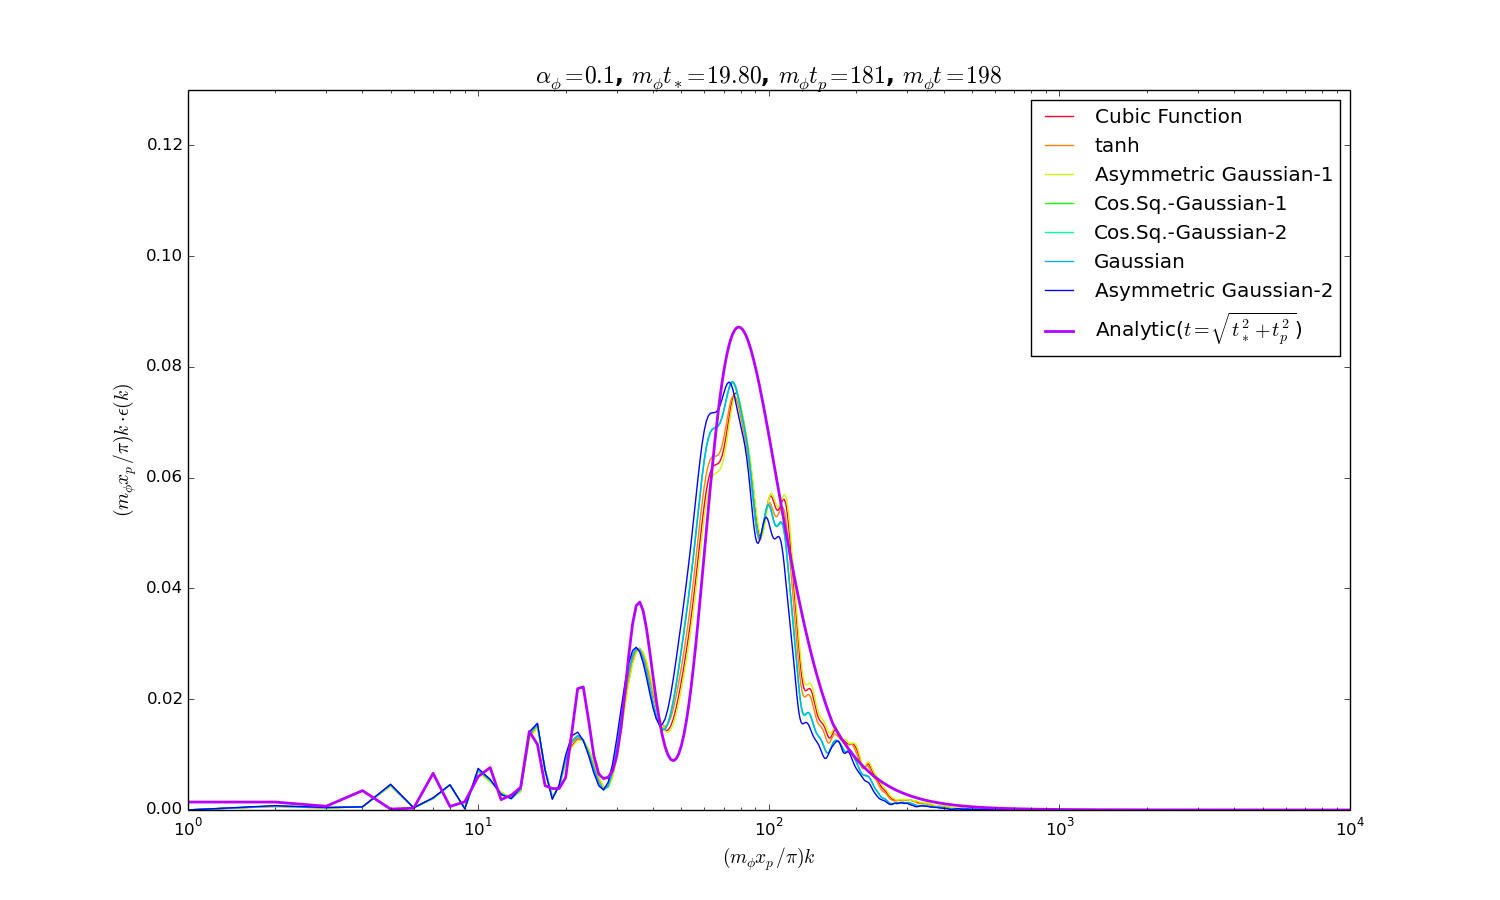 α_ϕ=0.1, m_ϕt_*=19.80, m_ϕt_p=181, m_ϕt=198
Cubic Function
tanh
Asymmetric Gaussian-1
Cos.Sq.-Gaussian-1
Cos.Sq.-Gaussian-2
Gaussian
Asymmetric Gaussian-2
Analytic(t=√(t_*^2+t_p^2))
(m_ϕx_p/π)k·ϵ(k)
0.12
0.10
0.08
0.06
0.04
0.02
0.00
10^0 10^1 10^2 10^3 10^4
(m_ϕx_p/π)k